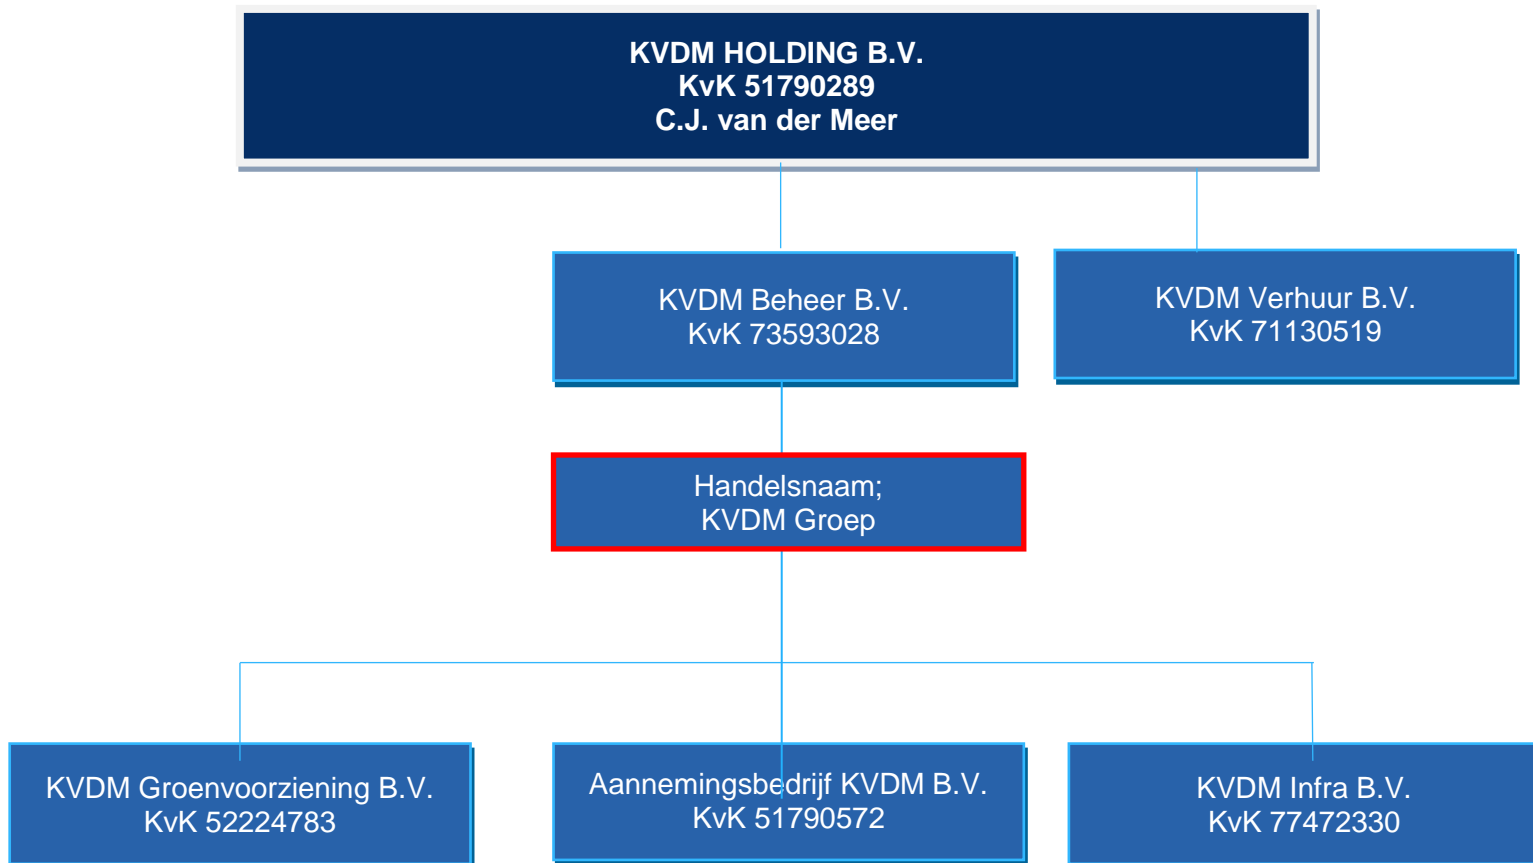 KVDM HOLDING B.V.
KvK 51790289
C.J. van der Meer
KVDM Beheer B.V.
KvK 73593028
KVDM Verhuur B.V.
KvK 71130519
Handelsnaam;
KVDM Groep
KVDM Groenvoorziening B.V.
KvK 52224783
Aannemingsbedrijf KVDM B.V.
KvK 51790572
KVDM Infra B.V.
KvK 77472330